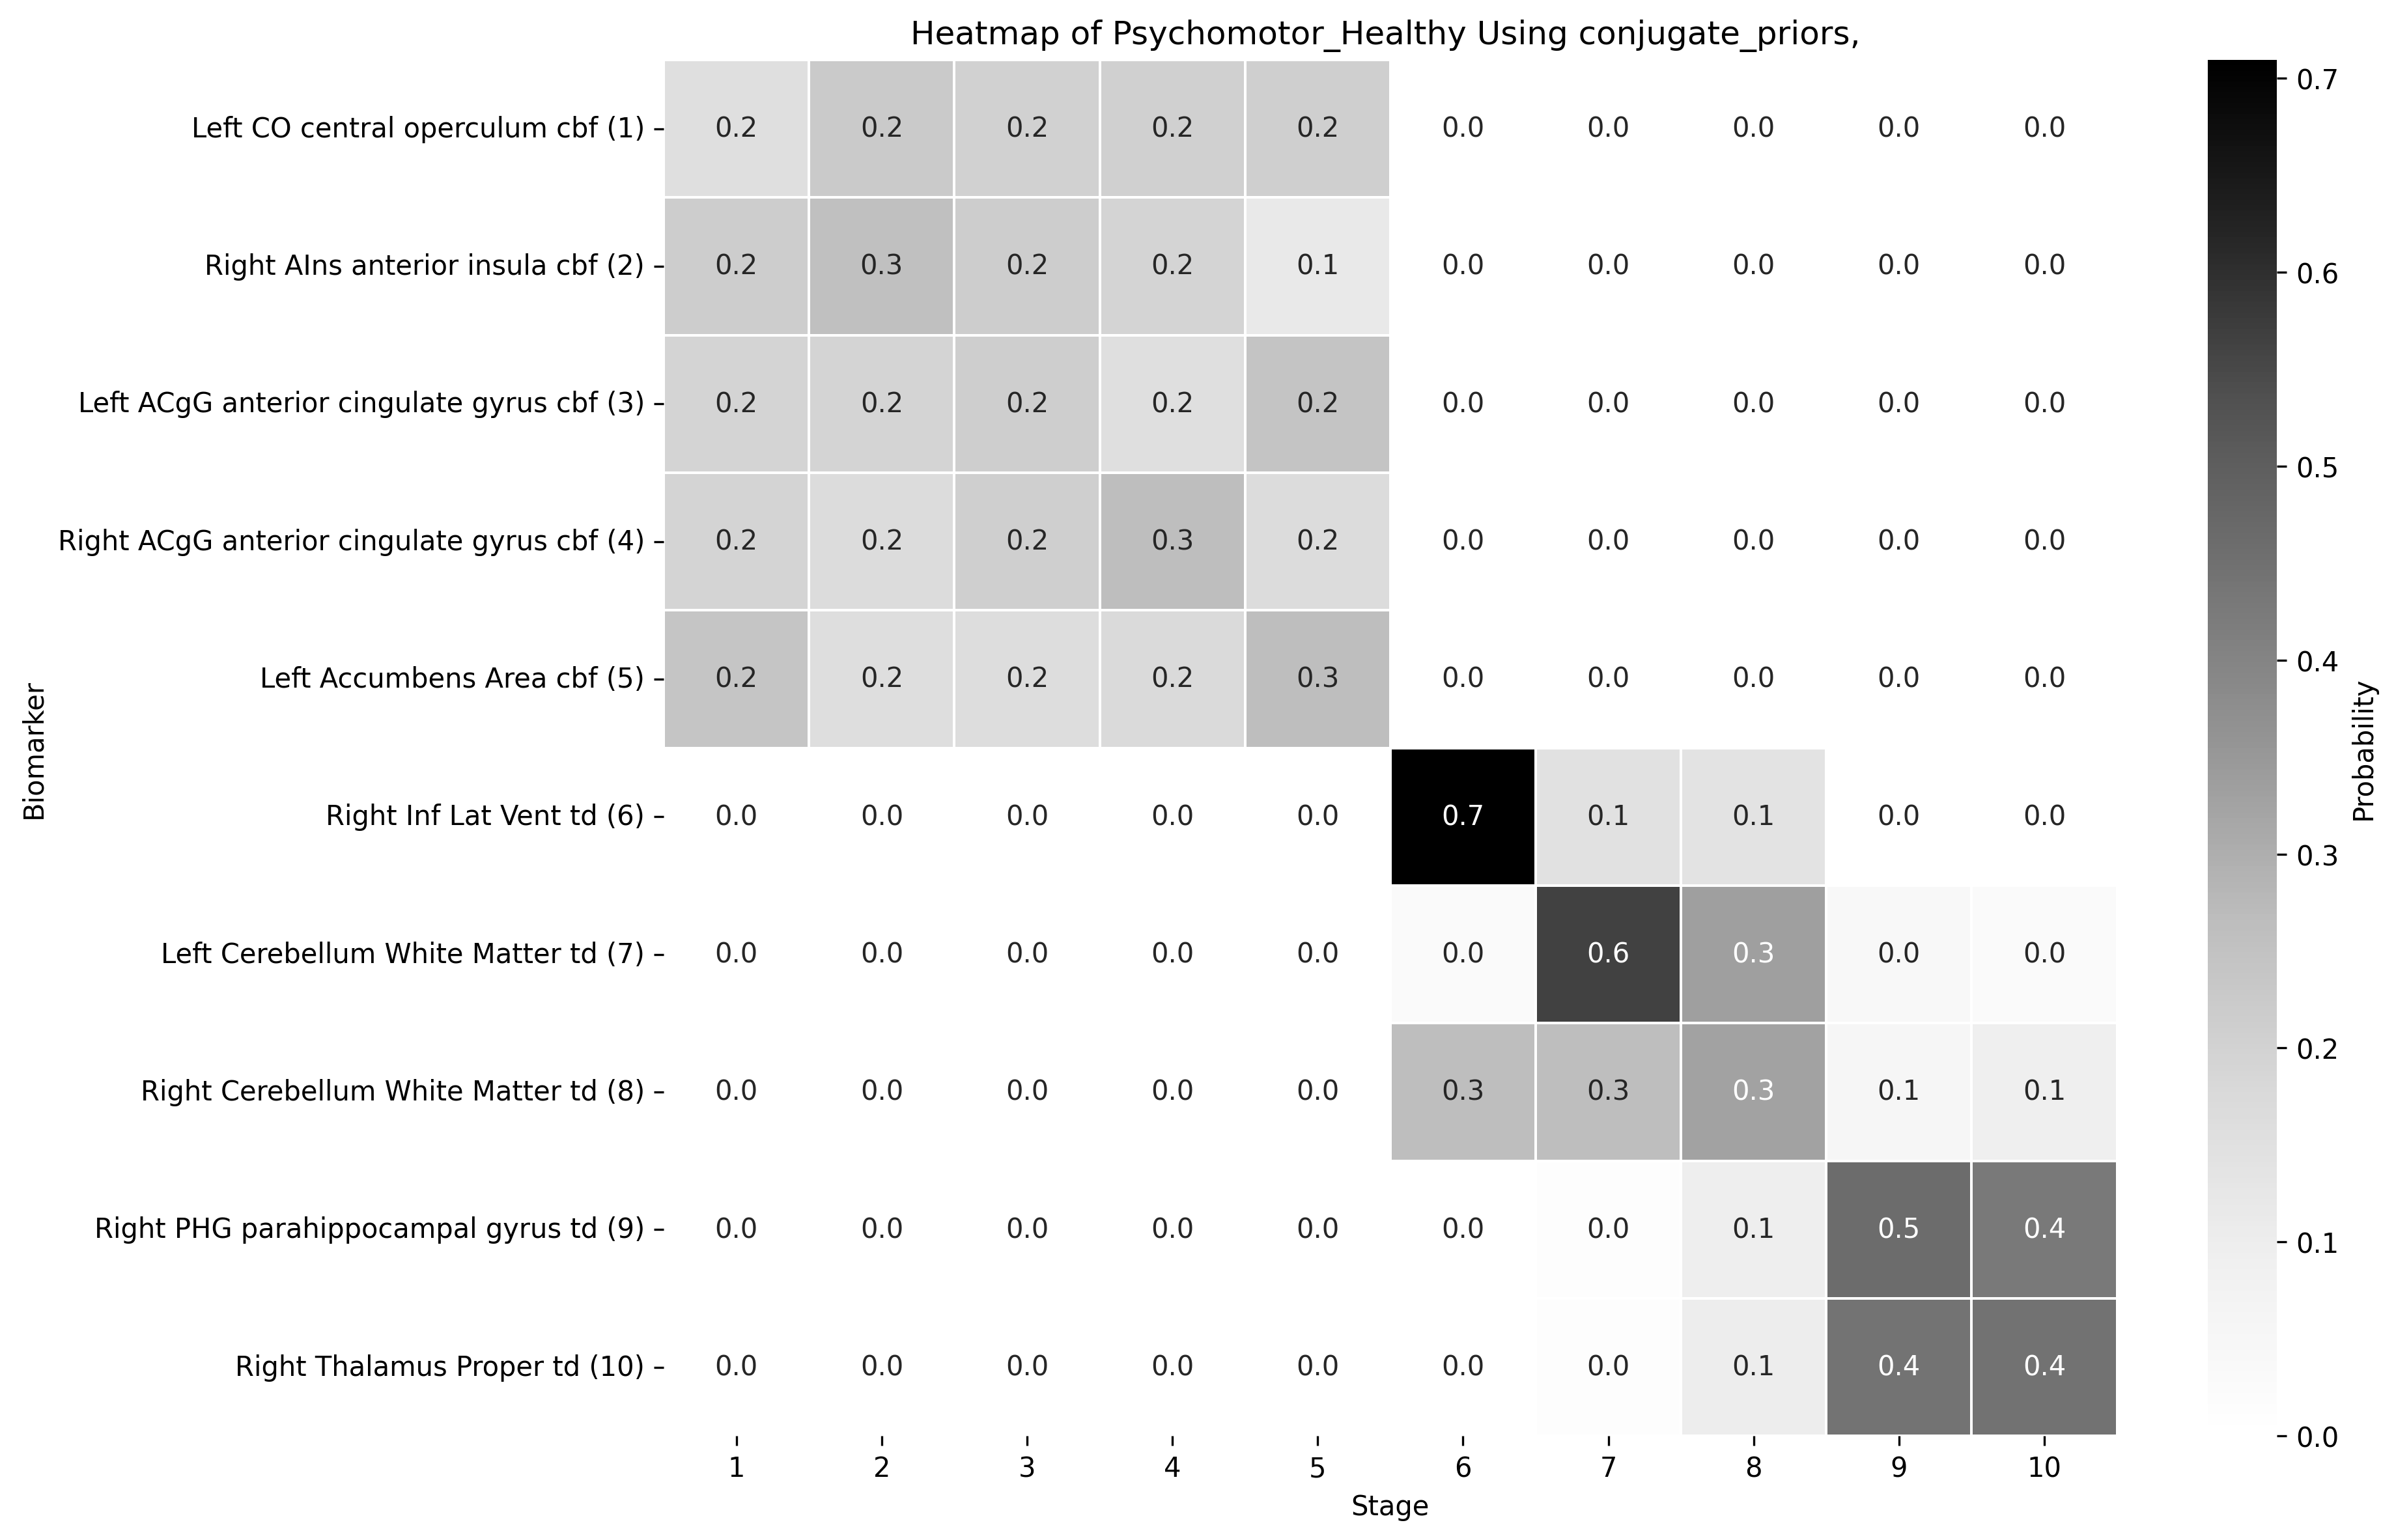 Heatmap of Psychomotor_Healthy Using conjugate_priors,
Biomarker
Left CO central operculum cbf (1) 0.2 0.2 0.2 0.2 0.2 0.0 0.0 0.0 0.0 0.0
Right AIns anterior insula cbf (2) 0.2 0.3 0.2 0.2 0.1 0.0 0.0 0.0 0.0 0.0
Left ACgG anterior cingulate gyrus cbf (3) 0.2 0.2 0.2 0.2 0.2 0.0 0.0 0.0 0.0 0.0
Right ACgG anterior cingulate gyrus cbf (4) 0.2 0.2 0.2 0.3 0.2 0.0 0.0 0.0 0.0 0.0
Left Accumbens Area cbf (5) 0.2 0.2 0.2 0.2 0.3 0.0 0.0 0.0 0.0 0.0
Right Inf Lat Vent td (6) 0.0 0.0 0.0 0.0 0.0 0.7 0.1 0.1 0.0 0.0
Left Cerebellum White Matter td (7) 0.0 0.0 0.0 0.0 0.0 0.0 0.6 0.3 0.0 0.0
Right Cerebellum White Matter td (8) 0.0 0.0 0.0 0.0 0.0 0.3 0.3 0.3 0.1 0.1
Right PHG parahippocampal gyrus td (9) 0.0 0.0 0.0 0.0 0.0 0.0 0.0 0.1 0.5 0.4
Right Thalamus Proper td (10) 0.0 0.0 0.0 0.0 0.0 0.0 0.0 0.1 0.4 0.4
1 2 3 4 5 6 7 8 9 10
Stage
0.7
0.6
0.5
0.4
0.3
0.2
0.1
0.0
Probability